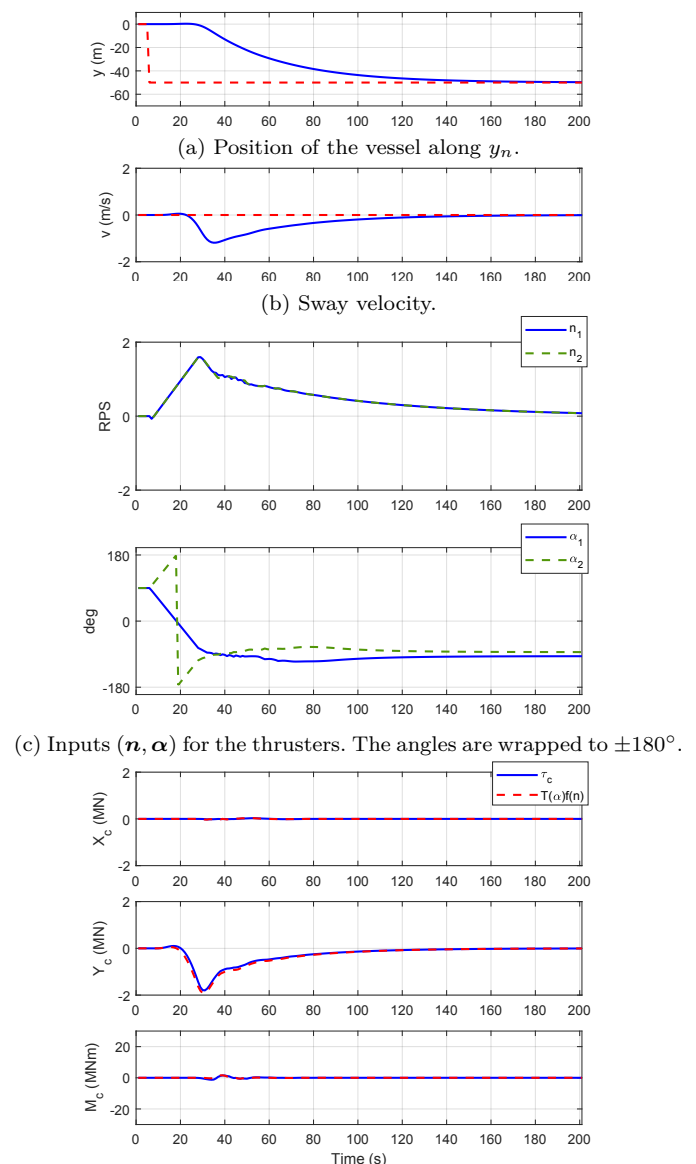 0
-20
-40
-60
y (m)
0 20 40 60 80 100 120 140 160 180 200
(a) Position of the vessel along yₙ.
2
0
-2
v (m/s)
0 20 40 60 80 100 120 140 160 180 200
(b) Sway velocity.
n₁
n₂
2
0
-2
RPS
0 20 40 60 80 100 120 140 160 180 200
α₁
α₂
180
0
-180
deg
0 20 40 60 80 100 120 140 160 180 200
(c) Inputs (n, α) for the thrusters. The angles are wrapped to ±180°.
τ_c
T(α)f(n)
2
0
-2
X_c (MN)
0 20 40 60 80 100 120 140 160 180 200
2
0
-2
Y_c (MN)
0 20 40 60 80 100 120 140 160 180 200
20
0
-20
M_c (MNm)
0 20 40 60 80 100 120 140 160 180 200
Time (s)